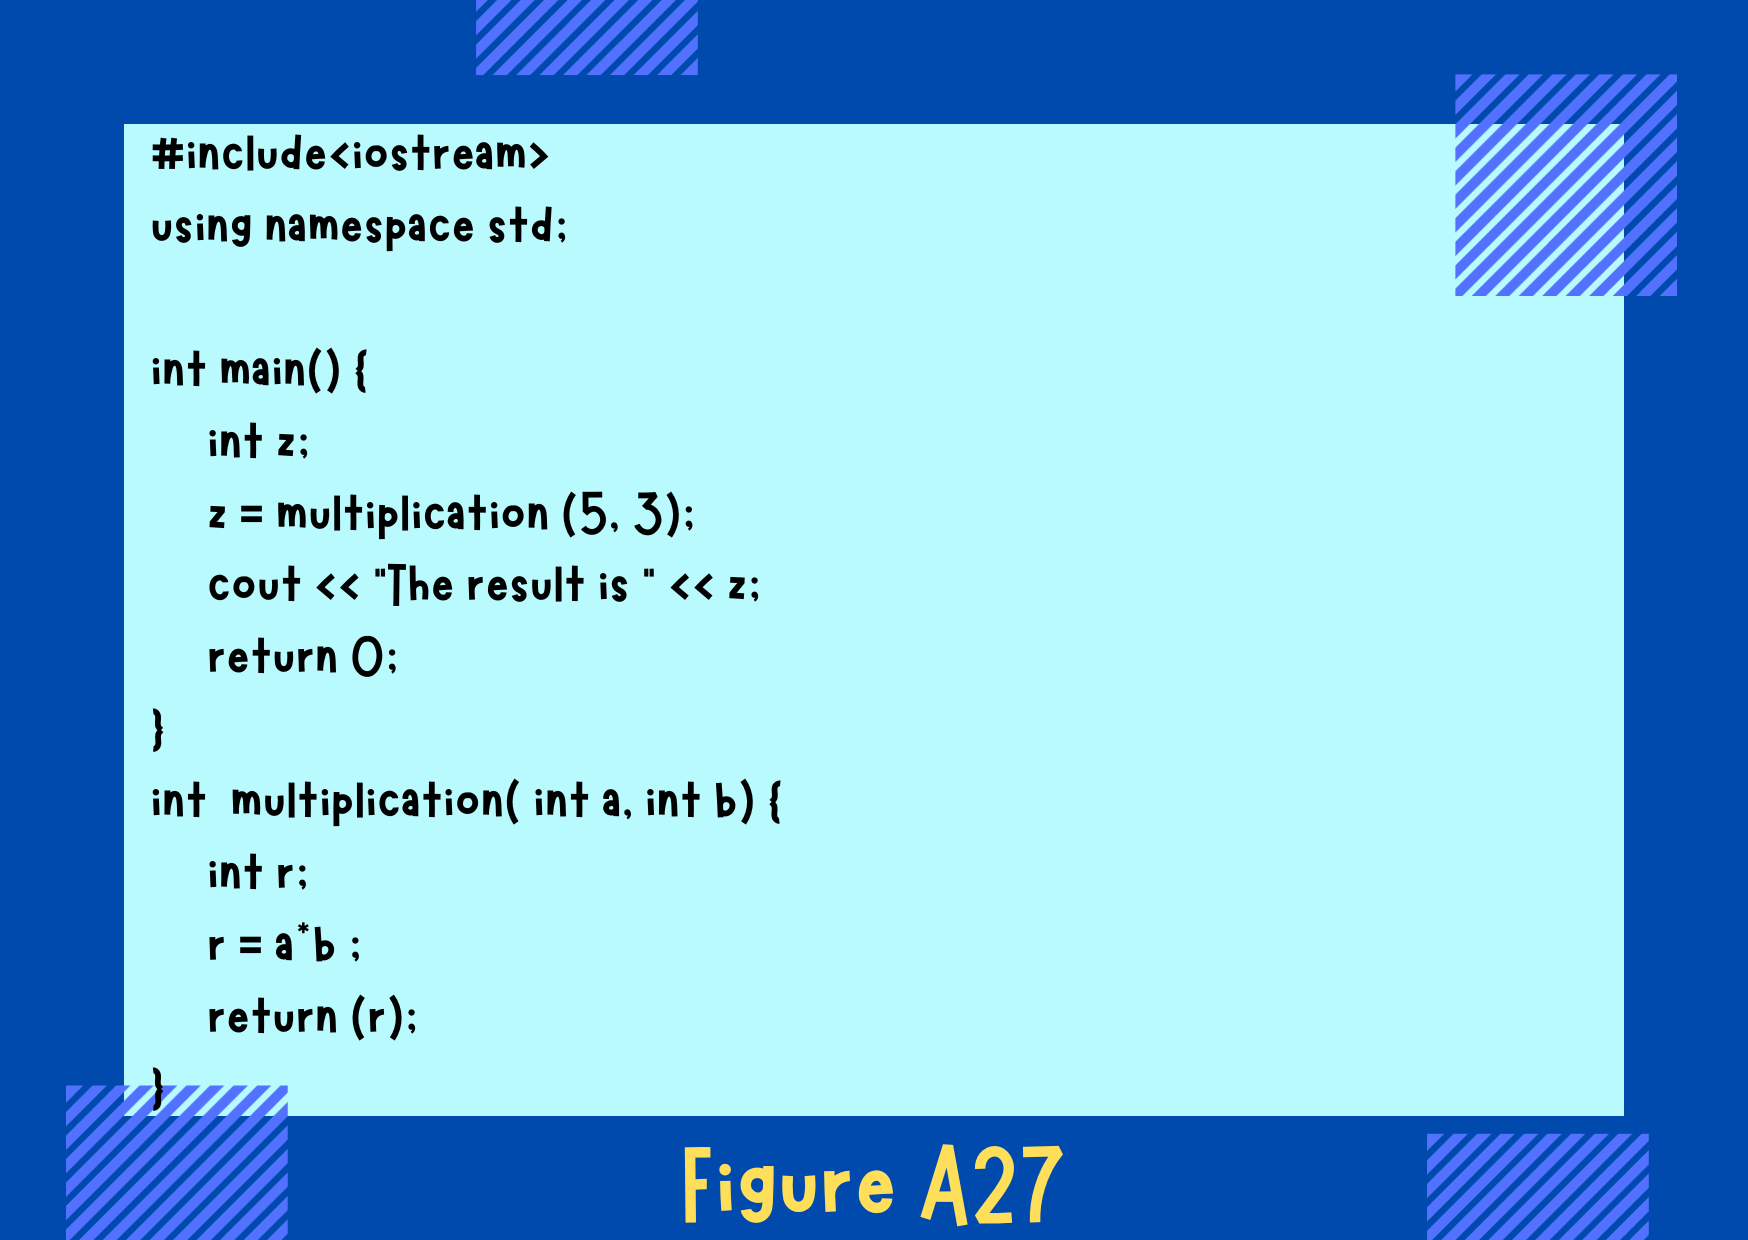 #include<iostream>
using namespace std;
int main() {
int z;
z = multiplication (5, 3);
cout << "The result is " << z;
return 0;
}
int multiplication( int a, int b) {
int r;
r = a*b ;
return (r);
}
Figure A27